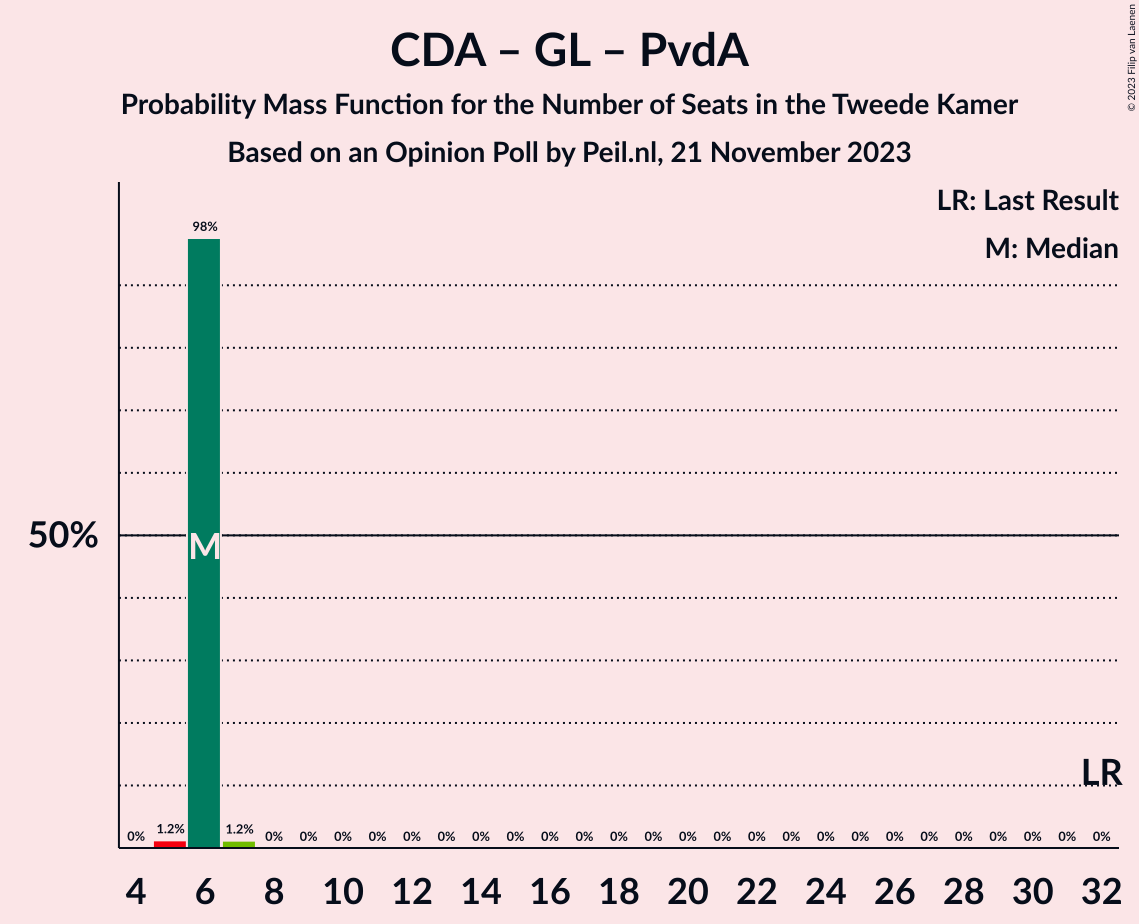 CDA – GL – PvdA
Probability Mass Function for the Number of Seats in the Tweede Kamer
Based on an Opinion Poll by Peil.nl, 21 November 2023
© 2023 Filip van Laenen
LR: Last Result
M: Median
98%
50%
M
LR
0% 1.2% 1.2% 0% 0% 0% 0% 0% 0% 0% 0% 0% 0% 0% 0% 0% 0% 0% 0% 0% 0% 0% 0% 0% 0% 0% 0% 0%
4 6 8 10 12 14 16 18 20 22 24 26 28 30 32